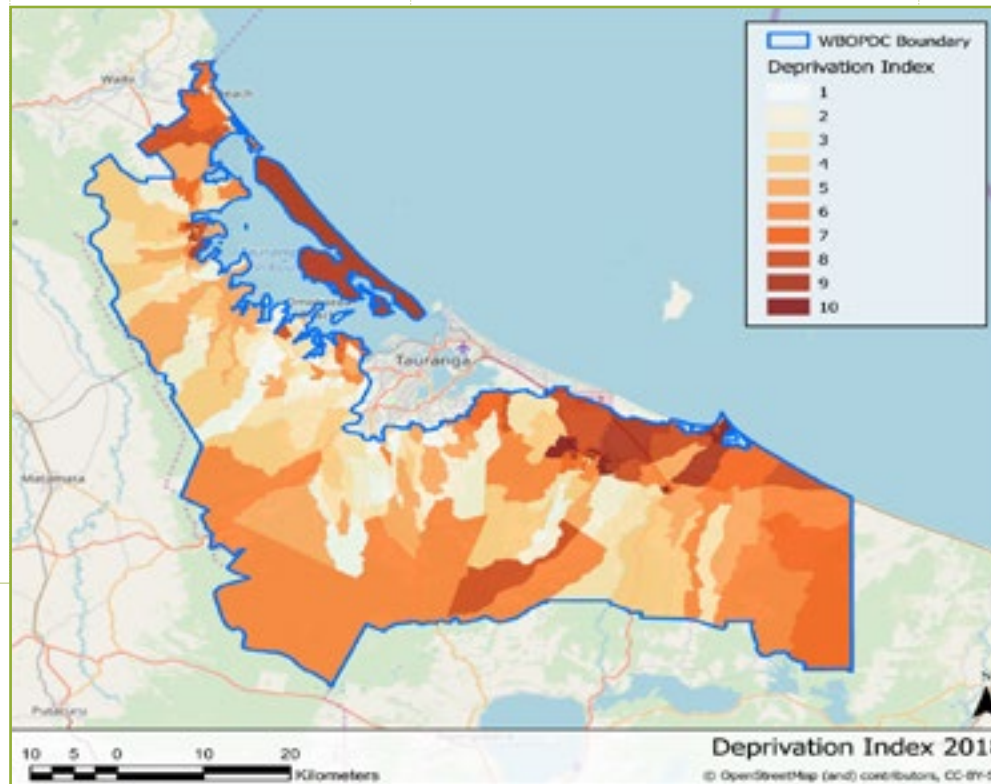 WBOPDC Boundary
Deprivation Index
1
2
3
4
5
6
7
8
9
10
Waihi
Tauranga
Matamata
Putaruru
N
10 5 0 10 20
Kilometers
Deprivation Index 2018
© OpenStreetMap (and) contributors, CC-BY-